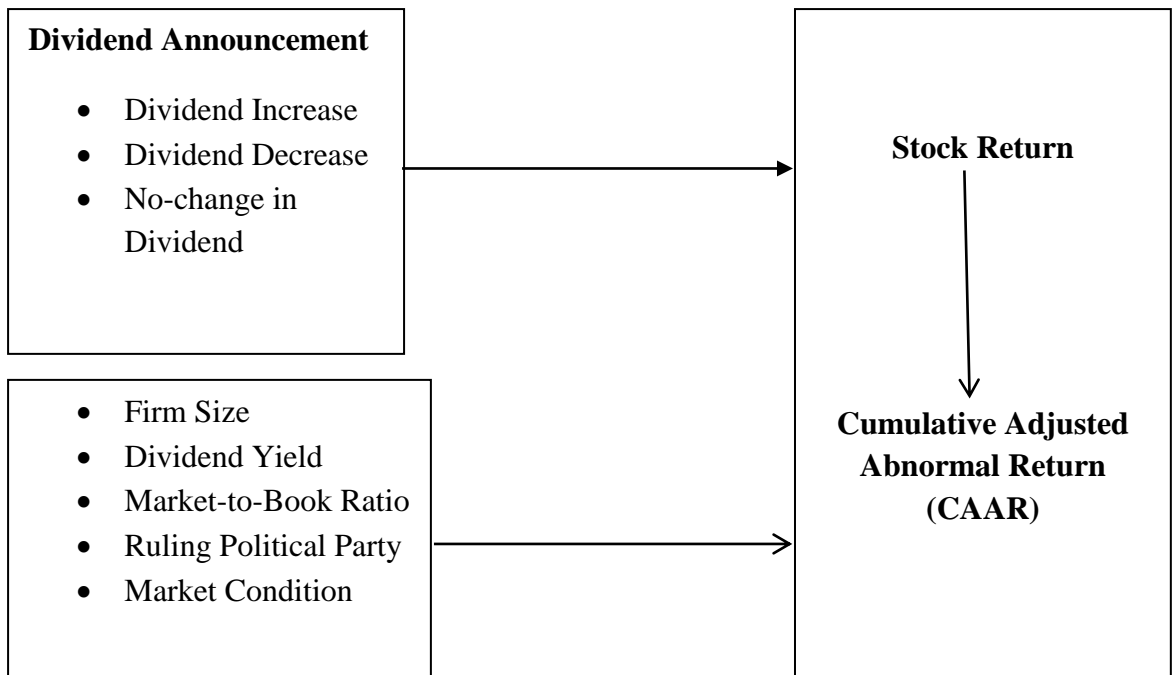 Dividend Announcement
• Dividend Increase
• Dividend Decrease
• No-change in
Dividend
• Firm Size
• Dividend Yield
• Market-to-Book Ratio
• Ruling Political Party
• Market Condition
Stock Return
Cumulative Adjusted
Abnormal Return
(CAAR)